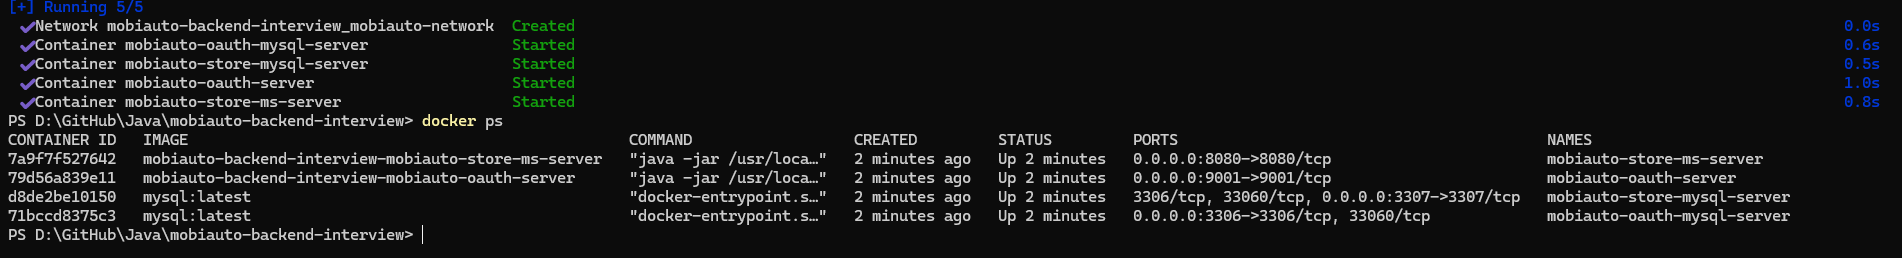 [+] Running 5/5
✔Network mobiauto-backend-interview_mobiauto-network Created 0.0s
✔Container mobiauto-oauth-mysql-server Started 0.6s
✔Container mobiauto-store-mysql-server Started 0.5s
✔Container mobiauto-oauth-server Started 1.0s
✔Container mobiauto-store-ms-server Started 0.8s
PS D:\GitHub\Java\mobiauto-backend-interview> docker ps
CONTAINER ID IMAGE COMMAND CREATED STATUS PORTS NAMES
7a9f7f527642 mobiauto-backend-interview-mobiauto-store-ms-server "java -jar /usr/loca…" 2 minutes ago Up 2 minutes 0.0.0.0:8080->8080/tcp mobiauto-store-ms-server
79d56a839e11 mobiauto-backend-interview-mobiauto-oauth-server "java -jar /usr/loca…" 2 minutes ago Up 2 minutes 0.0.0.0:9001->9001/tcp mobiauto-oauth-server
d8de2be10150 mysql:latest "docker-entrypoint.s…" 2 minutes ago Up 2 minutes 3306/tcp, 33060/tcp, 0.0.0.0:3307->3307/tcp mobiauto-store-mysql-server
71bccd8375c3 mysql:latest "docker-entrypoint.s…" 2 minutes ago Up 2 minutes 0.0.0.0:3306->3306/tcp, 33060/tcp mobiauto-oauth-mysql-server
PS D:\GitHub\Java\mobiauto-backend-interview>